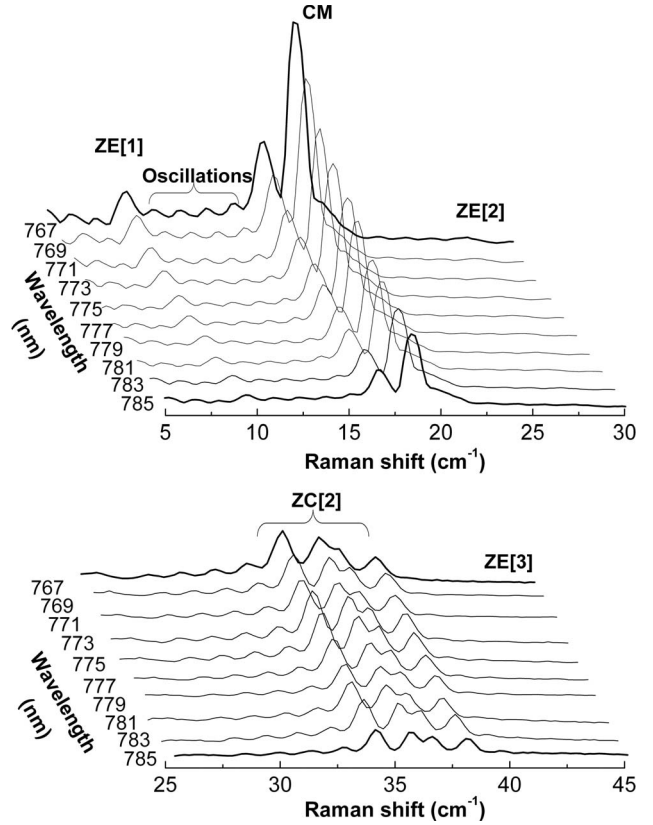 CM
ZE[1]
Oscillations
ZE[2]
767
769
771
773
775
777
779
781
783
785
Wavelength
(nm)
5 10 15 20 25 30
Raman shift (cm⁻¹)
ZC[2]
ZE[3]
767
769
771
773
775
777
779
781
783
785
Wavelength
(nm)
25 30 35 40 45
Raman shift (cm⁻¹)